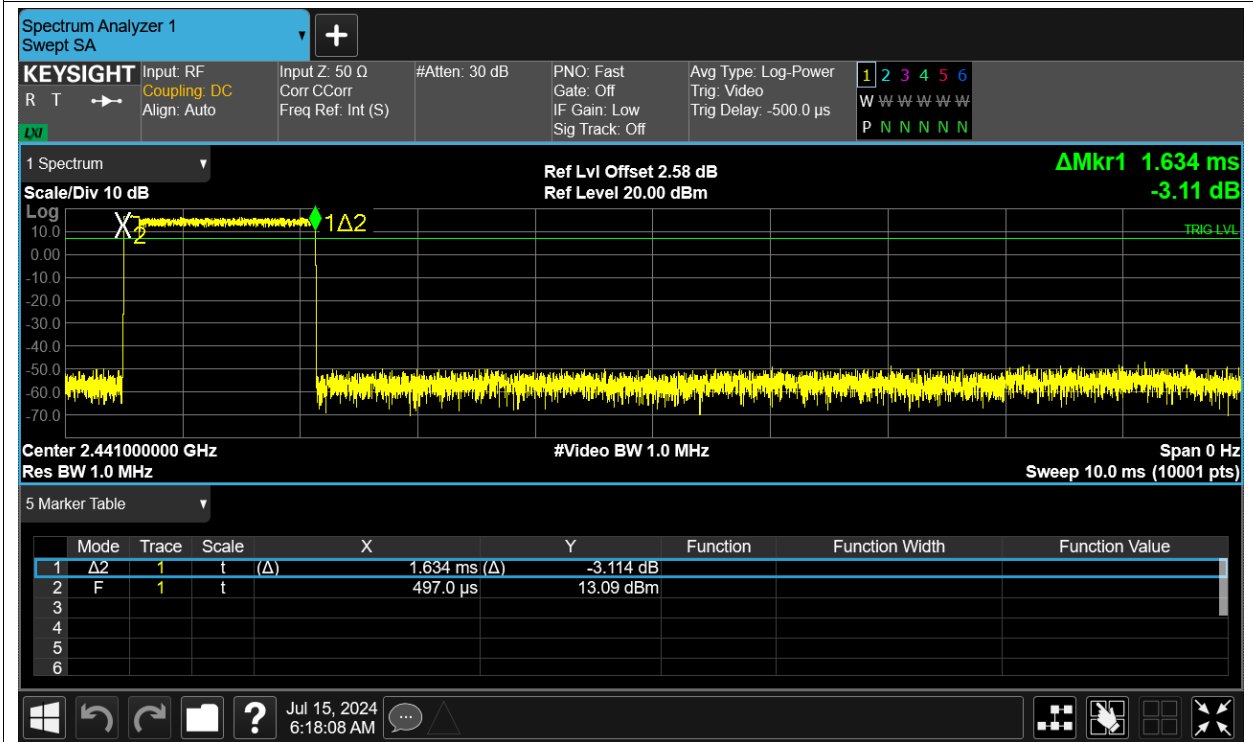 Spectrum Analyzer 1
Swept SA
+
KEYSIGHT
R T
LXI
Input: RF
Coupling: DC
Align: Auto
Input Z: 50 Ω
Corr CCorr
Freq Ref: Int (S)
#Atten: 30 dB
PNO: Fast
Gate: Off
IF Gain: Low
Sig Track: Off
Avg Type: Log-Power
Trig: Video
Trig Delay: -500.0 µs
1 2 3 4 5 6
W W W W W W
P N N N N N
1 Spectrum
Scale/Div 10 dB
Ref Lvl Offset 2.58 dB
Ref Level 20.00 dBm
ΔMkr1 1.634 ms
-3.11 dB
Log
10.0
0.00
-10.0
-20.0
-30.0
-40.0
-50.0
-60.0
-70.0
X
2
1Δ2
TRIG LVL
Center 2.441000000 GHz
#Video BW 1.0 MHz
Span 0 Hz
Res BW 1.0 MHz
Sweep 10.0 ms (10001 pts)
5 Marker Table
Mode Trace Scale X Y Function Function Width Function Value
1 Δ2 1 t (Δ) 1.634 ms (Δ) -3.114 dB
2 F 1 t 497.0 µs 13.09 dBm
3
4
5
6
?
Jul 15, 2024
6:18:08 AM